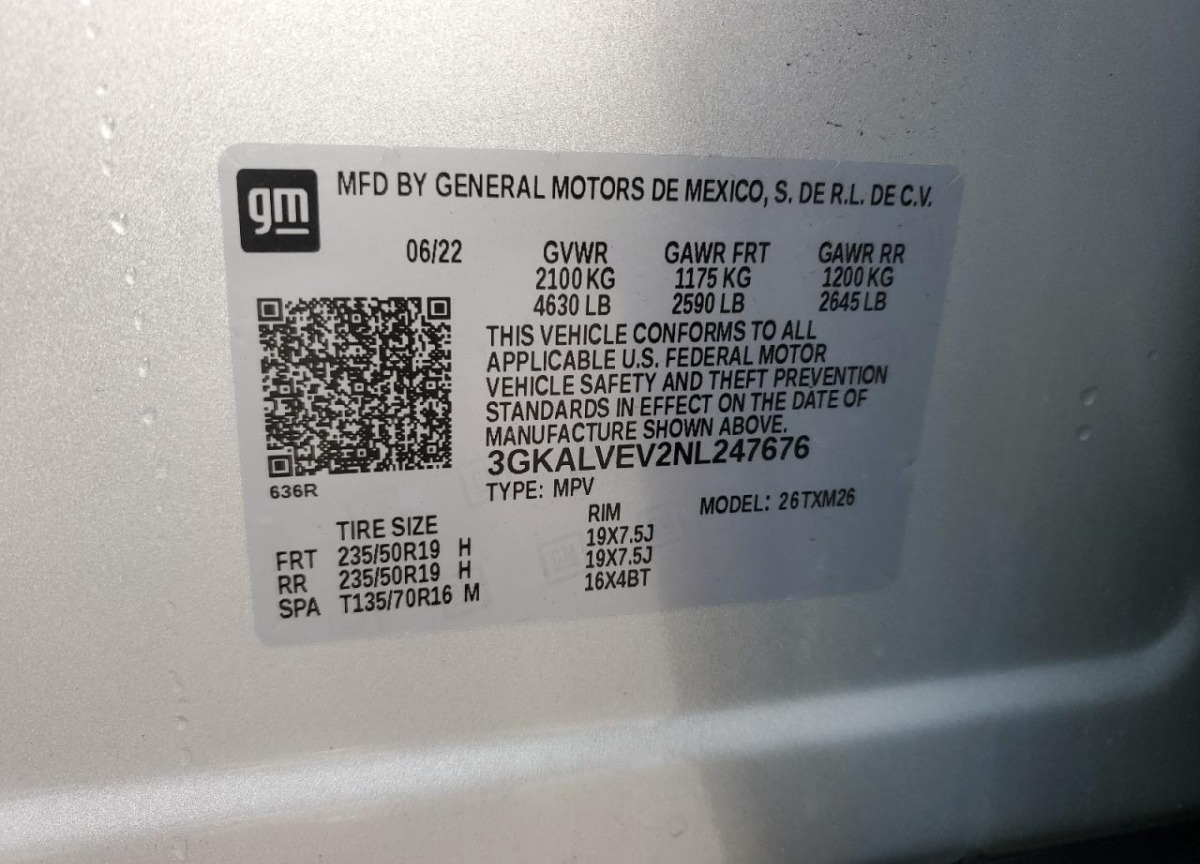 gm
MFD BY GENERAL MOTORS DE MEXICO, S. DE R.L. DE C.V.
06/22 GVWR GAWR FRT GAWR RR
2100 KG 1175 KG 1200 KG
4630 LB 2590 LB 2645 LB
THIS VEHICLE CONFORMS TO ALL
APPLICABLE U.S. FEDERAL MOTOR
VEHICLE SAFETY AND THEFT PREVENTION
STANDARDS IN EFFECT ON THE DATE OF
MANUFACTURE SHOWN ABOVE.
3GKALVEV2NL247676
636R
TYPE: MPV MODEL: 26TXM26
TIRE SIZE RIM
FRT 235/50R19 H 19X7.5J
RR 235/50R19 H 19X7.5J
SPA T135/70R16 M 16X4BT
GM